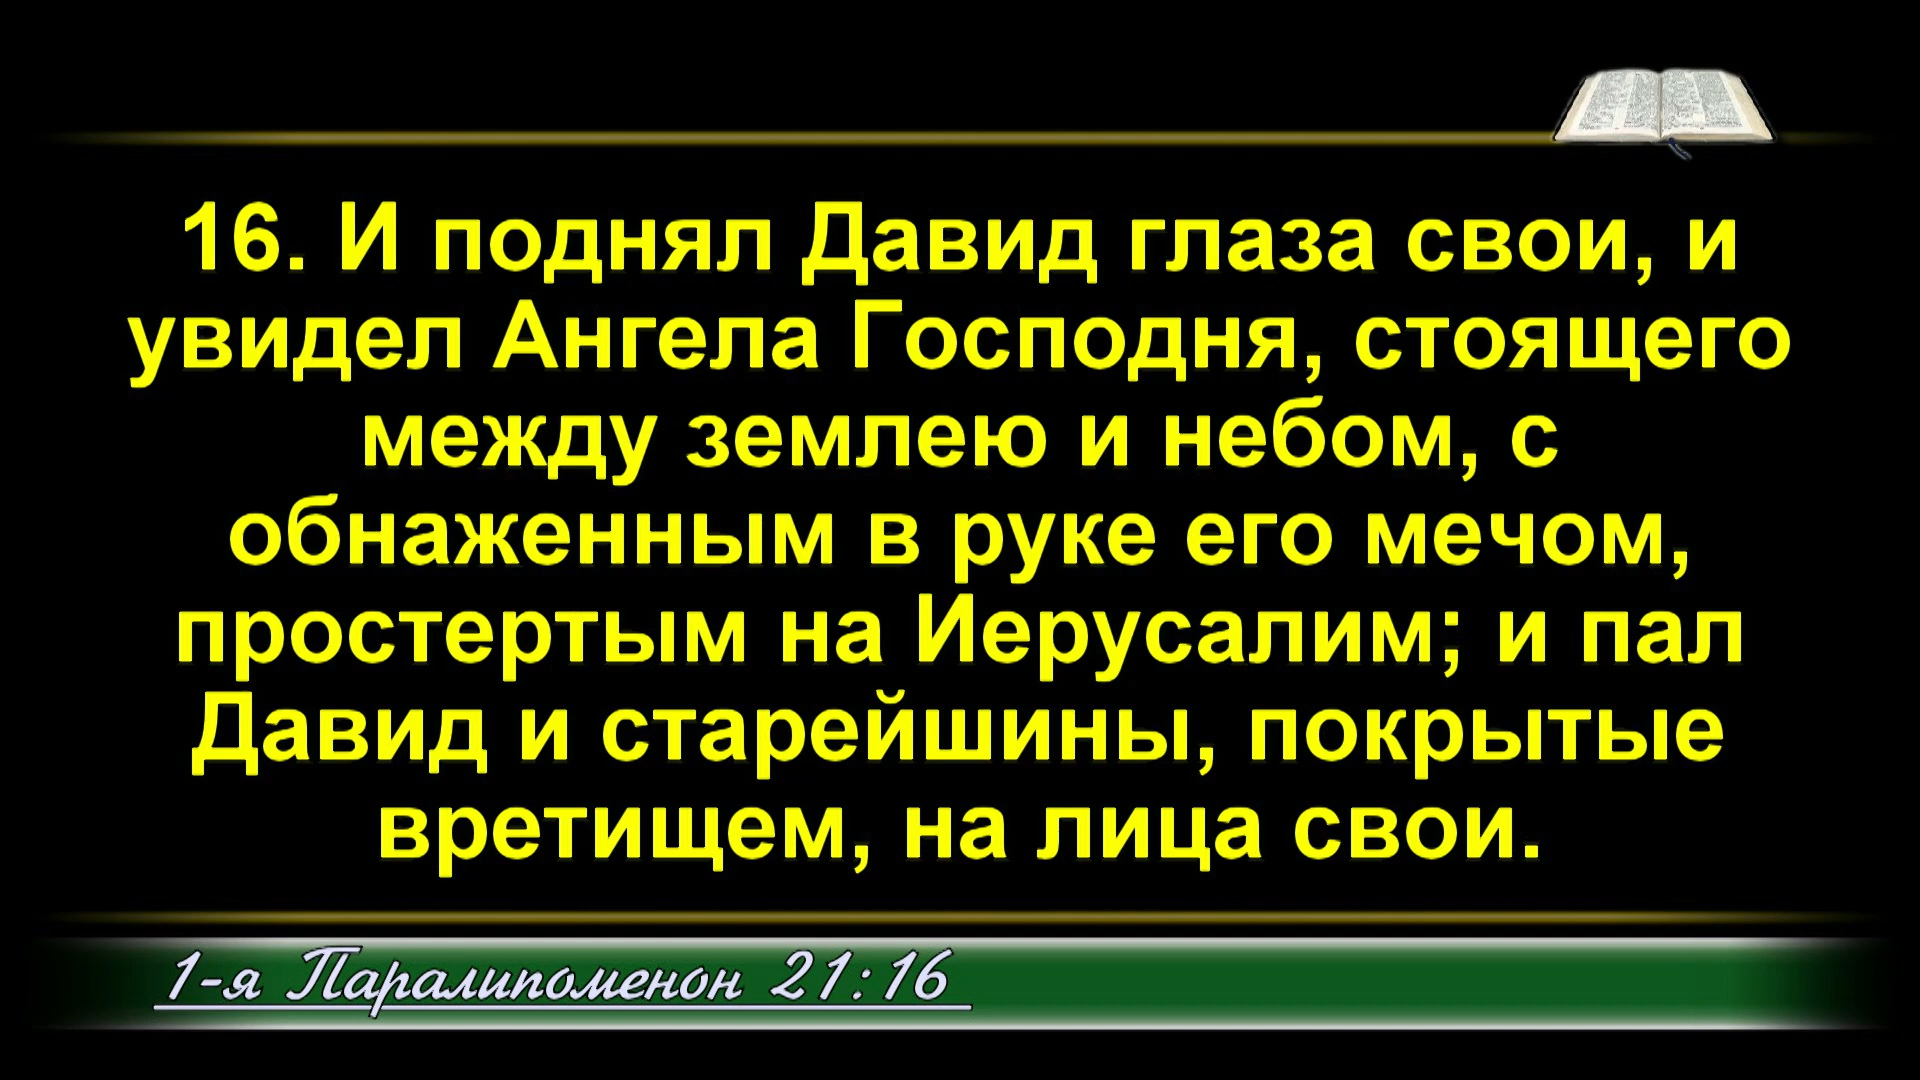 16. И поднял Давид глаза свои, и
увидел Ангела Господня, стоящего
между землею и небом, с
обнаженным в руке его мечом,
простертым на Иерусалим; и пал
Давид и старейшины, покрытые
вретищем, на лица свои.
1-я Паралипоменон 21:16